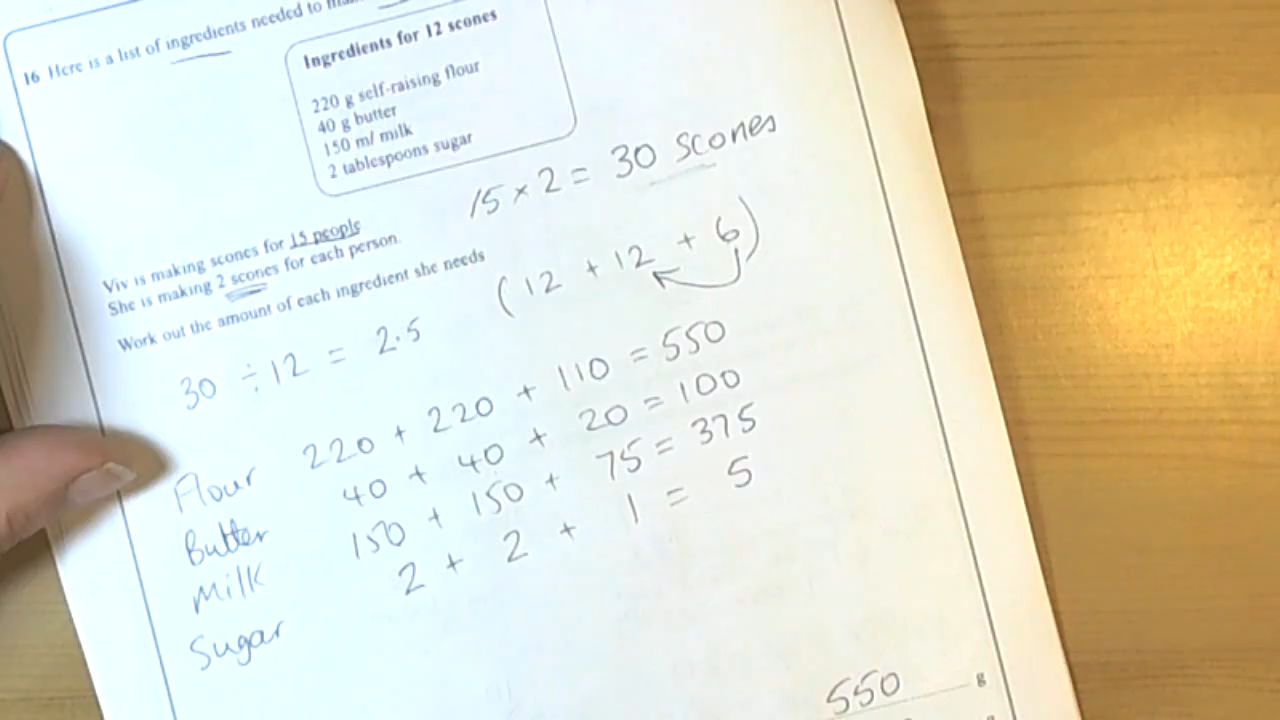 16 Here is a list of ingredients needed to
Ingredients for 12 scones
220 g self-raising flour
40 g butter
150 ml milk
2 tablespoons sugar
15 × 2 = 30 scones
Viv is making scones for 15 people
She is making 2 scones for each person.
(12 + 12 + 6)
Work out the amount of each ingredient she needs
30 ÷ 12 = 2.5
Flour 220 + 220 + 110 = 550
Butter 40 + 40 + 20 = 100
Milk 150 + 150 + 75 = 375
Sugar 2 + 2 + 1 = 5
550 g